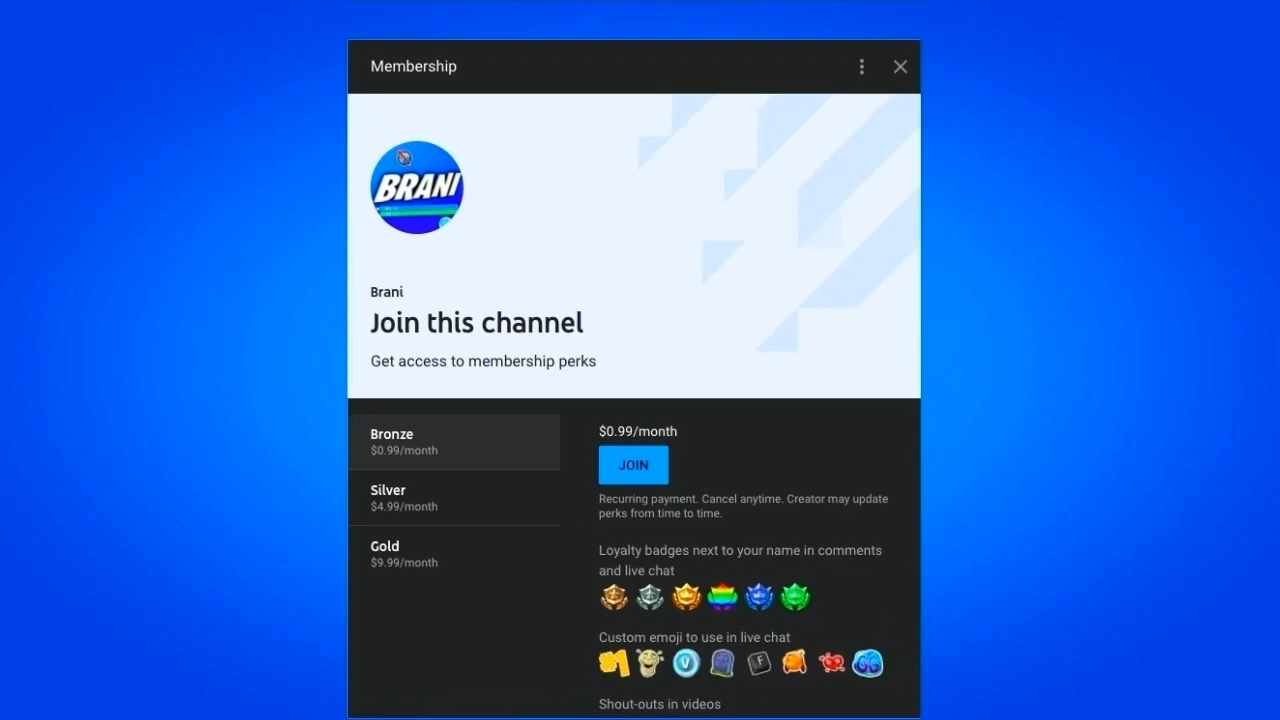 Membership
BRANI
Brani
Join this channel
Get access to membership perks
Bronze
$0.99/month
Silver
$4.99/month
Gold
$9.99/month
$0.99/month
JOIN
Recurring payment. Cancel anytime. Creator may update
perks from time to time.
Loyalty badges next to your name in comments
and live chat
Custom emoji to use in live chat
V
F
GG
Shout-outs in videos